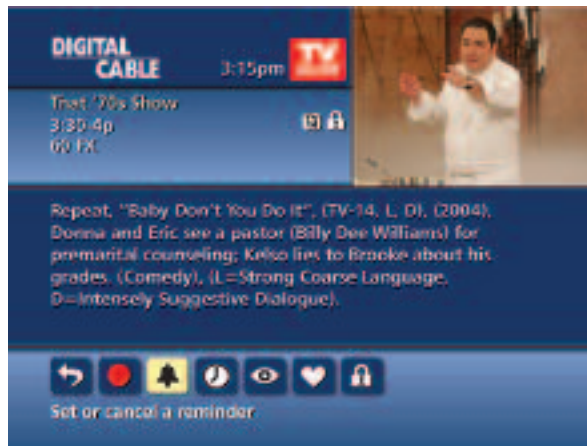 DIGITAL
CABLE
3:15pm
TV
That '70s Show
3:30-4p
60 FX
Repeat, "Baby Don't You Do It", (TV-14, L, D), (2004),
Donna and Eric see a pastor (Billy Dee Williams) for
premarital counseling; Kelso lies to Brooke about his
grades. (Comedy), (L=Strong Coarse Language,
D=Intensely Suggestive Dialogue).
Set or cancel a reminder